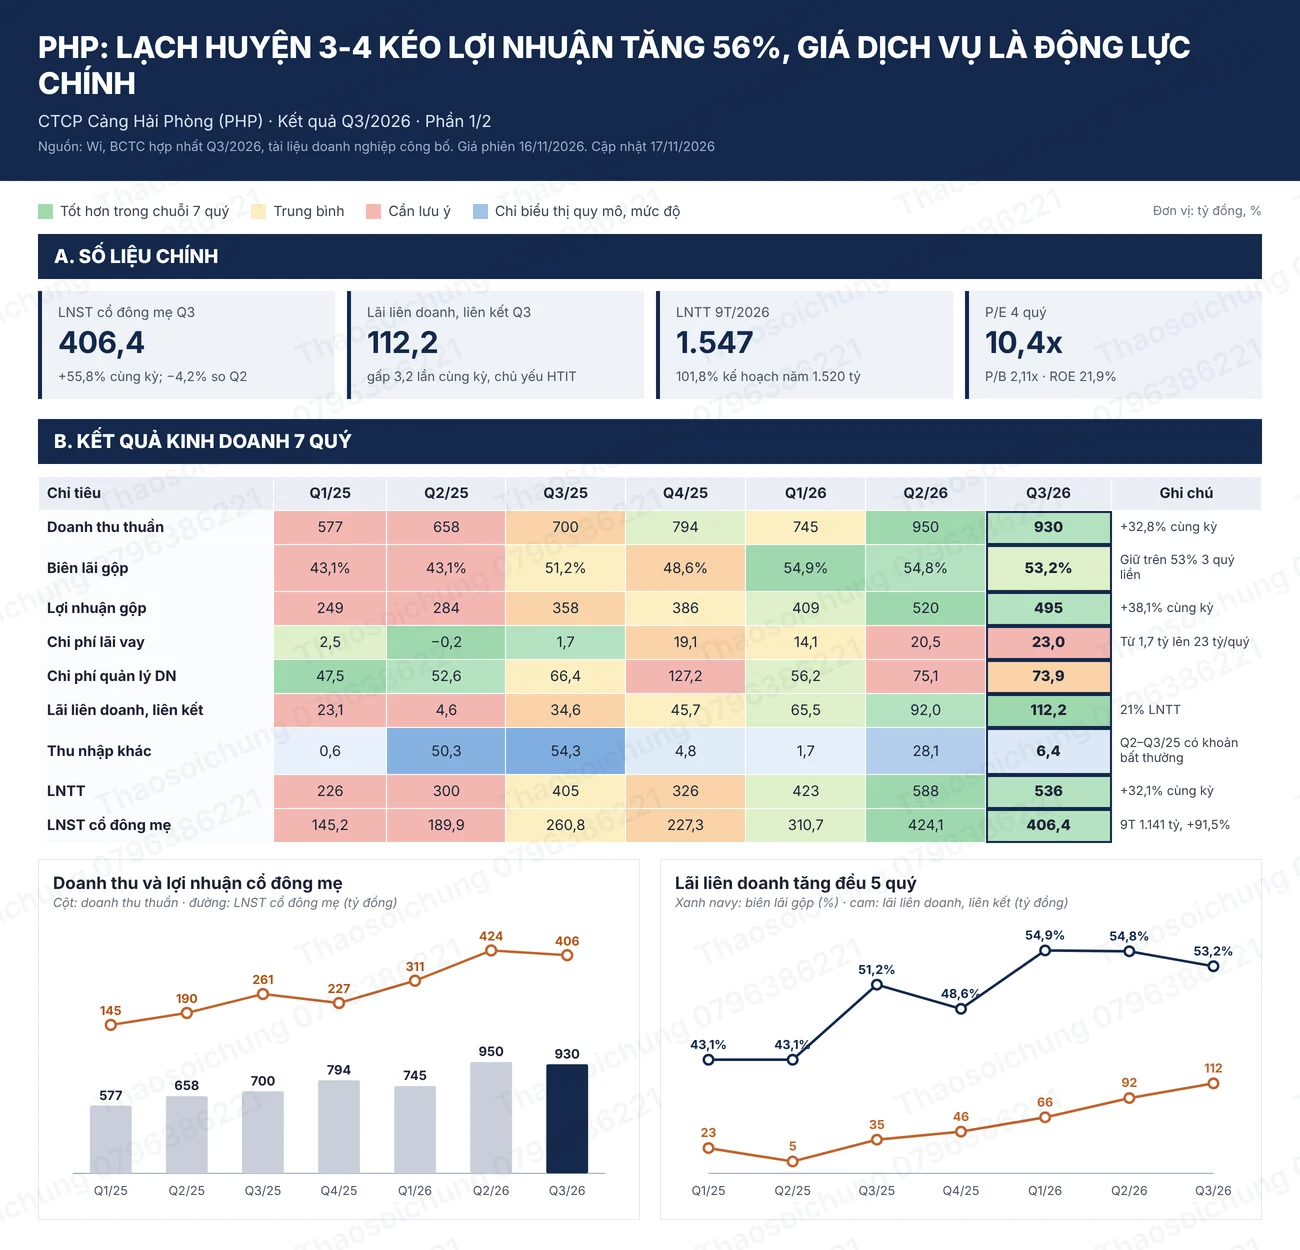 PHP: LẠCH HUYỆN 3-4 KÉO LỢI NHUẬN TĂNG 56%, GIÁ DỊCH VỤ LÀ ĐỘNG LỰC
CHÍNH
CTCP Cảng Hải Phòng (PHP) · Kết quả Q3/2026 · Phần 1/2
Nguồn: Wi, BCTC hợp nhất Q3/2026, tài liệu doanh nghiệp công bố. Giá phiên 16/11/2026. Cập nhật 17/11/2026
Tốt hơn trong chuỗi 7 quý Trung bình Cần lưu ý Chỉ biểu thị quy mô, mức độ Đơn vị: tỷ đồng, %
A. SỐ LIỆU CHÍNH
LNST cổ đông mẹ Q3
406,4
+55,8% cùng kỳ; −4,2% so Q2
Lãi liên doanh, liên kết Q3
112,2
gấp 3,2 lần cùng kỳ, chủ yếu HTIT
LNTT 9T/2026
1.547
101,8% kế hoạch năm 1.520 tỷ
P/E 4 quý
10,4x
P/B 2,11x · ROE 21,9%
B. KẾT QUẢ KINH DOANH 7 QUÝ
Chỉ tiêu Q1/25 Q2/25 Q3/25 Q4/25 Q1/26 Q2/26 Q3/26 Ghi chú
Doanh thu thuần 577 658 700 794 745 950 930 +32,8% cùng kỳ
Biên lãi gộp 43,1% 43,1% 51,2% 48,6% 54,9% 54,8% 53,2% Giữ trên 53% 3 quý
liền
Lợi nhuận gộp 249 284 358 386 409 520 495 +38,1% cùng kỳ
Chi phí lãi vay 2,5 −0,2 1,7 19,1 14,1 20,5 23,0 Từ 1,7 tỷ lên 23 tỷ/quý
Chi phí quản lý DN 47,5 52,6 66,4 127,2 56,2 75,1 73,9
Lãi liên doanh, liên kết 23,1 4,6 34,6 45,7 65,5 92,0 112,2 21% LNTT
Thu nhập khác 0,6 50,3 54,3 4,8 1,7 28,1 6,4 Q2–Q3/25 có khoản
bất thường
LNTT 226 300 405 326 423 588 536 +32,1% cùng kỳ
LNST cổ đông mẹ 145,2 189,9 260,8 227,3 310,7 424,1 406,4 9T 1.141 tỷ, +91,5%
Doanh thu và lợi nhuận cổ đông mẹ
Cột: doanh thu thuần · đường: LNST cổ đông mẹ (tỷ đồng)
145 190 261 227 311 424 406
577 658 700 794 745 950 930
Q1/25 Q2/25 Q3/25 Q4/25 Q1/26 Q2/26 Q3/26
Lãi liên doanh tăng đều 5 quý
Xanh navy: biên lãi gộp (%) · cam: lãi liên doanh, liên kết (tỷ đồng)
43,1% 43,1% 51,2% 48,6% 54,9% 54,8% 53,2%
23 5 35 46 66 92 112
Q1/25 Q2/25 Q3/25 Q4/25 Q1/26 Q2/26 Q3/26
Thaosoichung 0796386221